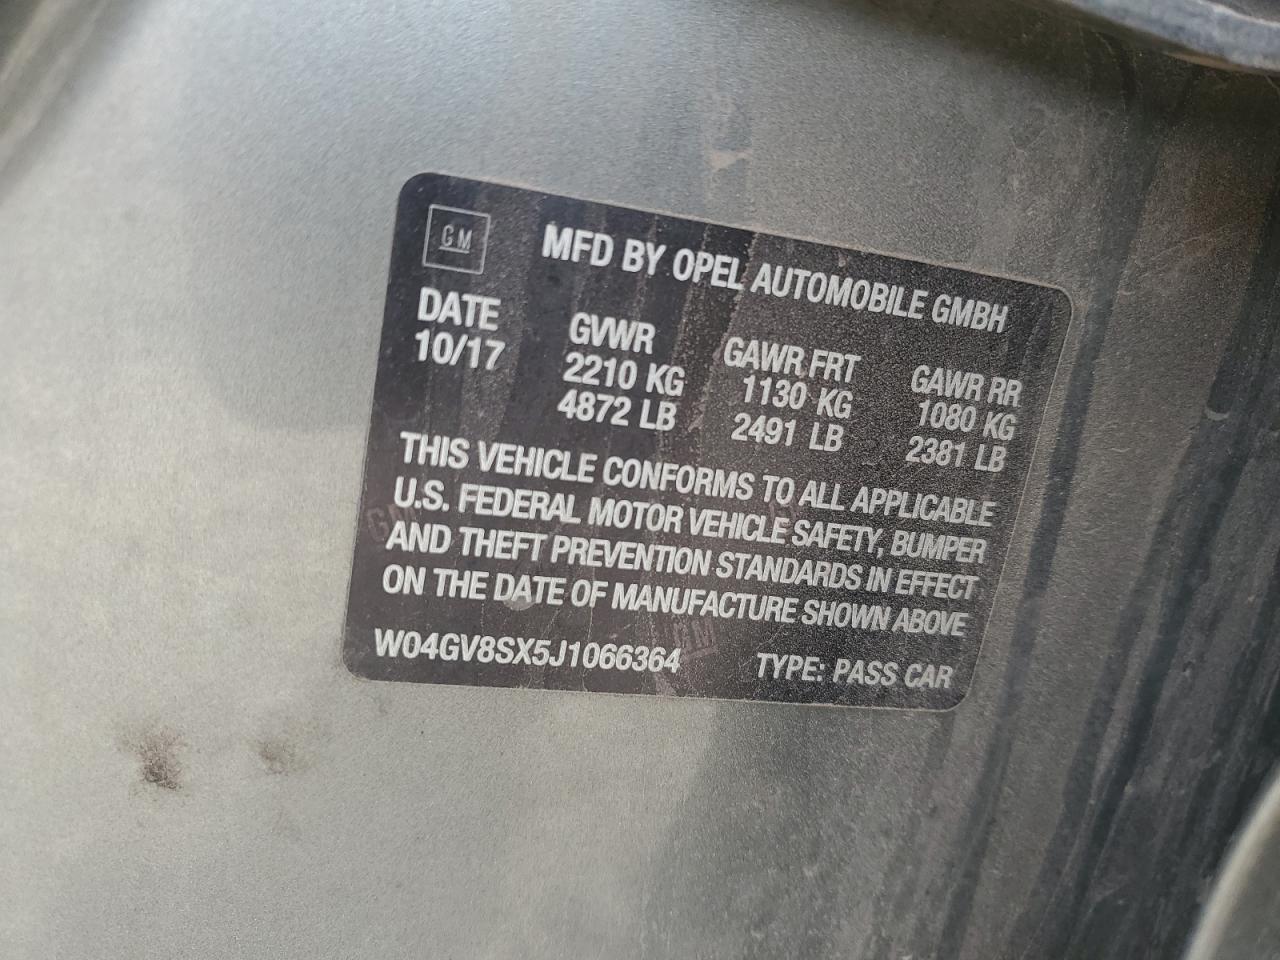 GM
MFD BY OPEL AUTOMOBILE GMBH
DATE GVWR GAWR FRT GAWR RR
10/17 2210 KG 1130 KG 1080 KG
4872 LB 2491 LB 2381 LB
THIS VEHICLE CONFORMS TO ALL APPLICABLE
U.S. FEDERAL MOTOR VEHICLE SAFETY, BUMPER
AND THEFT PREVENTION STANDARDS IN EFFECT
ON THE DATE OF MANUFACTURE SHOWN ABOVE
W04GV8SX5J1066364 TYPE: PASS CAR